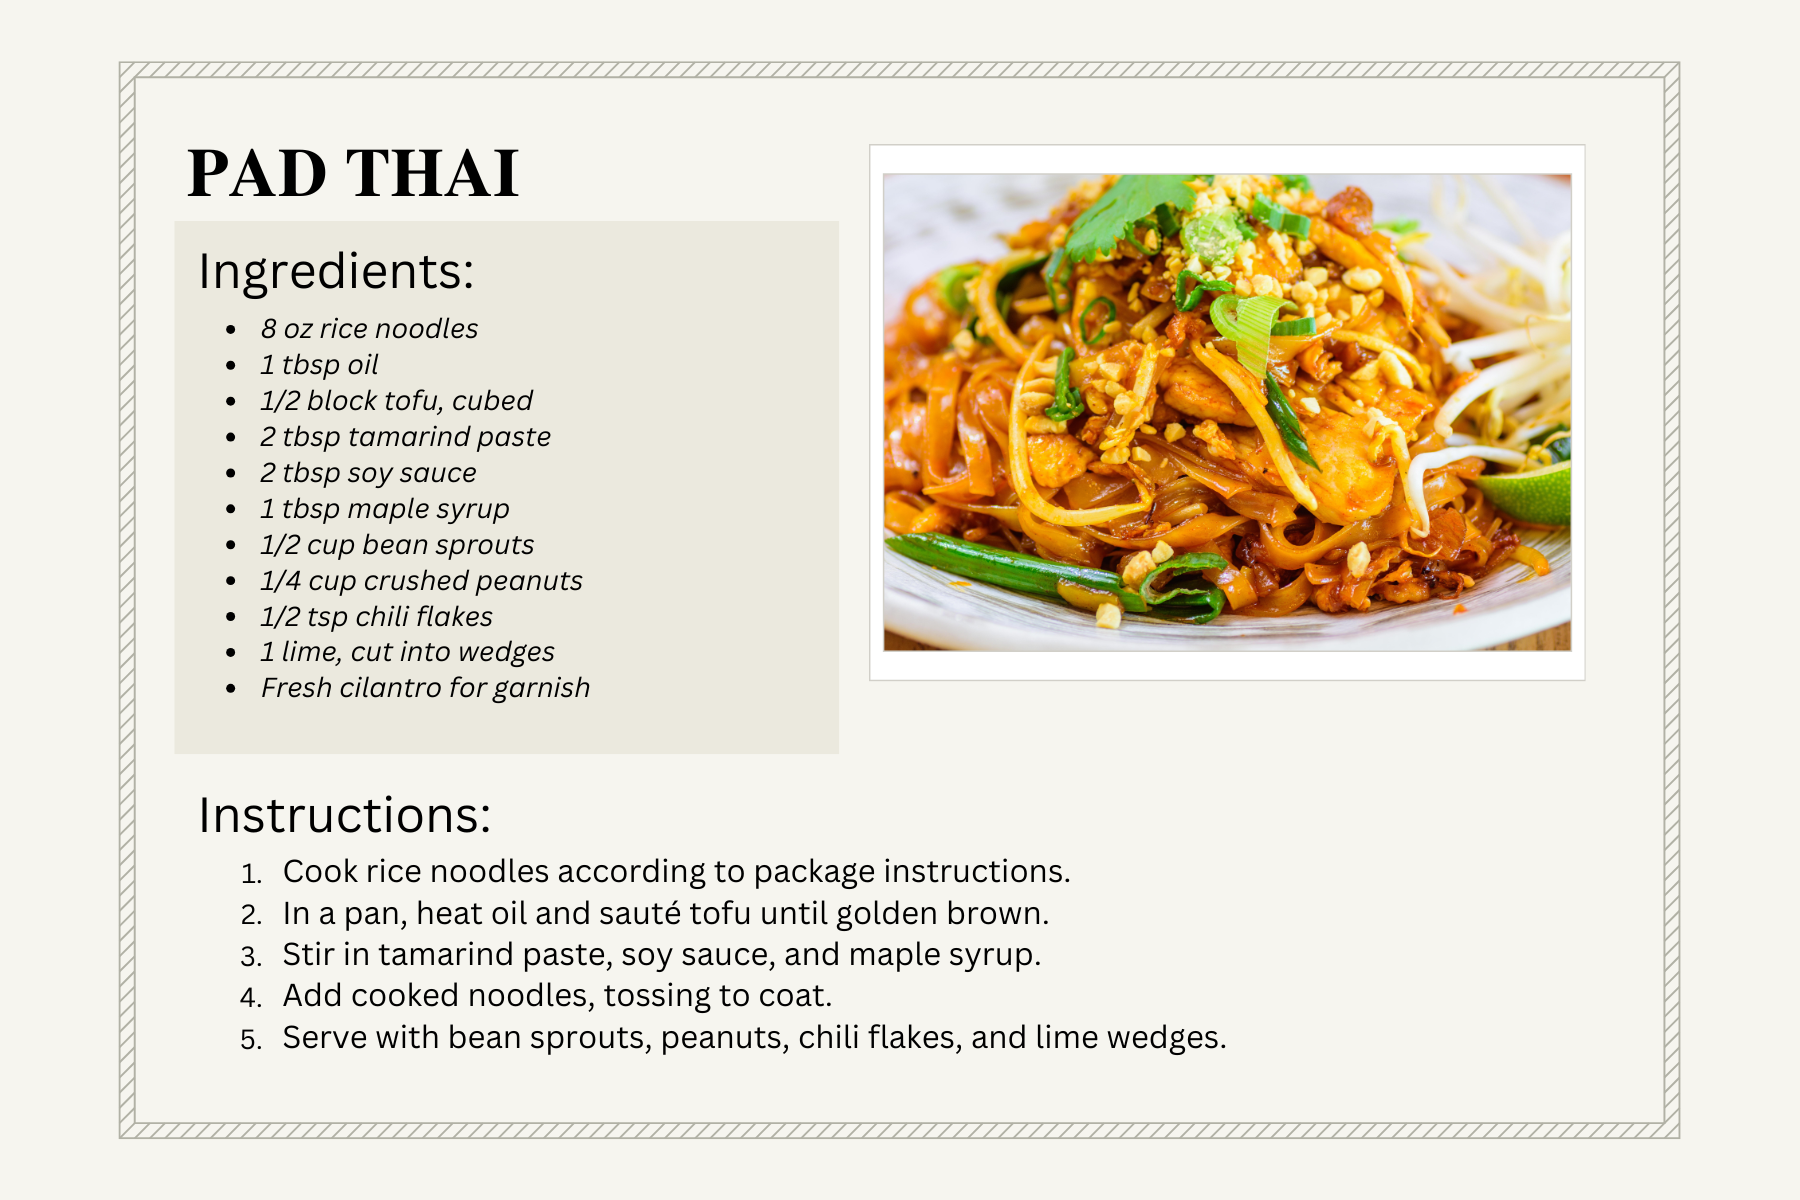 PAD THAI
Ingredients:
• 8 oz rice noodles
• 1 tbsp oil
• 1/2 block tofu, cubed
• 2 tbsp tamarind paste
• 2 tbsp soy sauce
• 1 tbsp maple syrup
• 1/2 cup bean sprouts
• 1/4 cup crushed peanuts
• 1/2 tsp chili flakes
• 1 lime, cut into wedges
• Fresh cilantro for garnish
Instructions:
1. Cook rice noodles according to package instructions.
2. In a pan, heat oil and sauté tofu until golden brown.
3. Stir in tamarind paste, soy sauce, and maple syrup.
4. Add cooked noodles, tossing to coat.
5. Serve with bean sprouts, peanuts, chili flakes, and lime wedges.